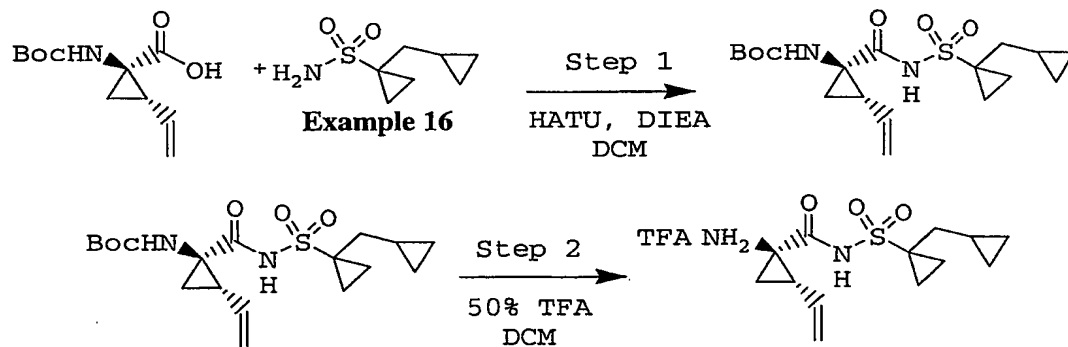 BocHN
O
OH
+
H2N
O O
S
Example 16
Step 1
HATU, DIEA
DCM
BocHN
O
N
H
O O
S
BocHN
O
N
H
O O
S
Step 2
50% TFA
DCM
TFA NH2
O
N
H
O O
S